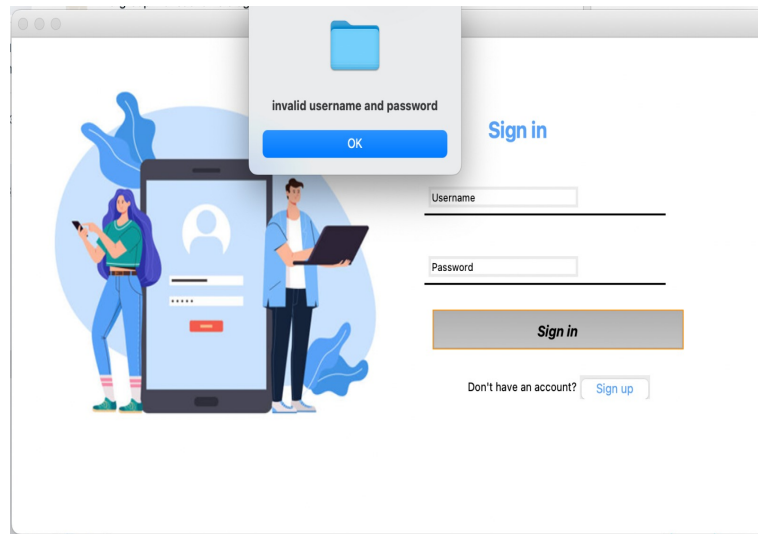 invalid username and password
OK
Sign in
Username
Password
Sign in
Don't have an account? Sign up